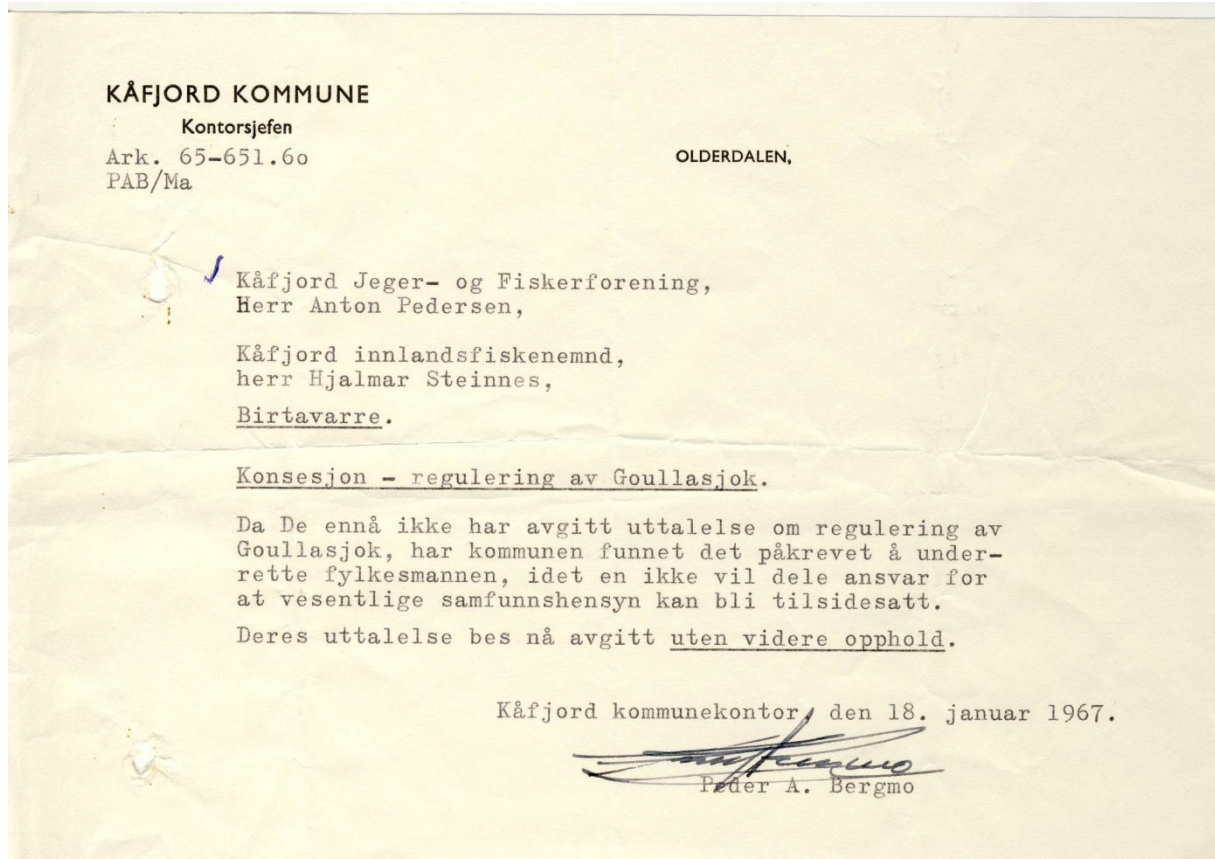 KÅFJORD KOMMUNE
Kontorsjefen
Ark. 65-651.6o
PAB/Ma
OLDERDALEN,
Kåfjord Jeger- og Fiskerforening,
Herr Anton Pedersen,
Kåfjord innlandsfiskenemnd,
herr Hjalmar Steinnes,
Birtavarre.
Konsesjon - regulering av Goullasjok.
Da De ennå ikke har avgitt uttalelse om regulering av
Goullasjok, har kommunen funnet det påkrevet å under-
rette fylkesmannen, idet en ikke vil dele ansvar for
at vesentlige samfunnshensyn kan bli tilsidesatt.
Deres uttalelse bes nå avgitt uten videre opphold.
Kåfjord kommunekontor, den 18. januar 1967.
Peder A. Bergmo